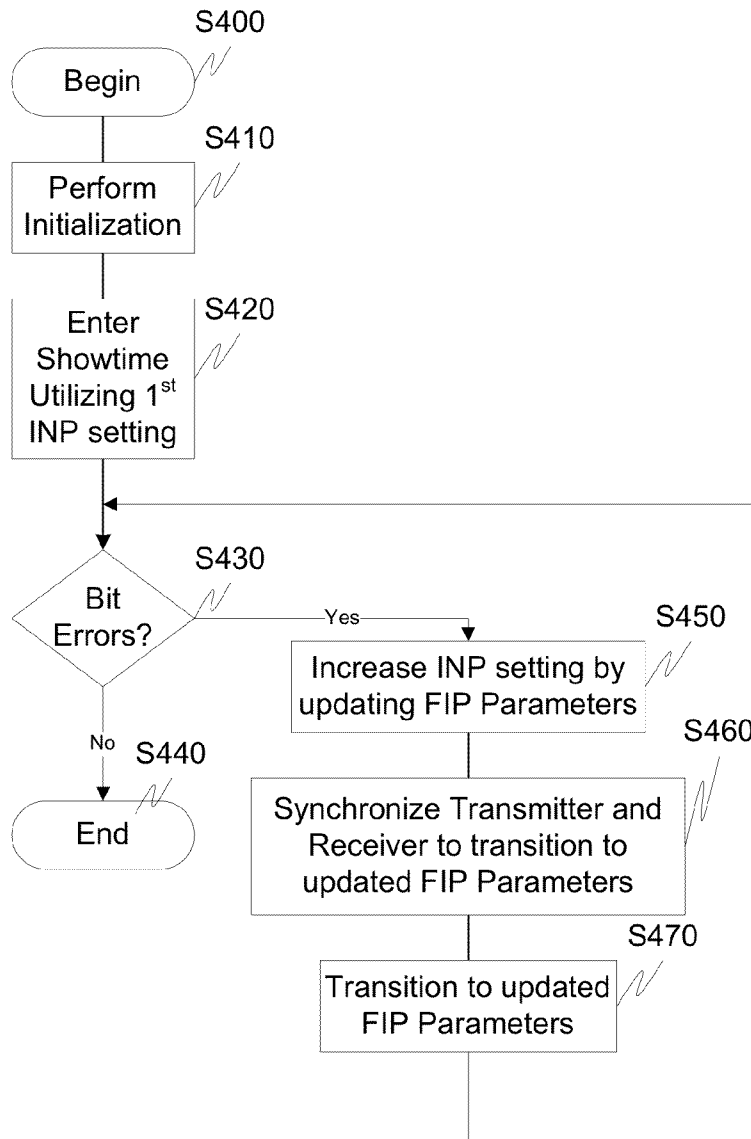 S400
Begin
S410
Perform
Initialization
S420
Enter
Showtime
Utilizing 1st
INP setting
S430
Bit
Errors?
Yes
S450
Increase INP setting by
updating FIP Parameters
No
S440
End
S460
Synchronize Transmitter and
Receiver to transition to
updated FIP Parameters
S470
Transition to updated
FIP Parameters